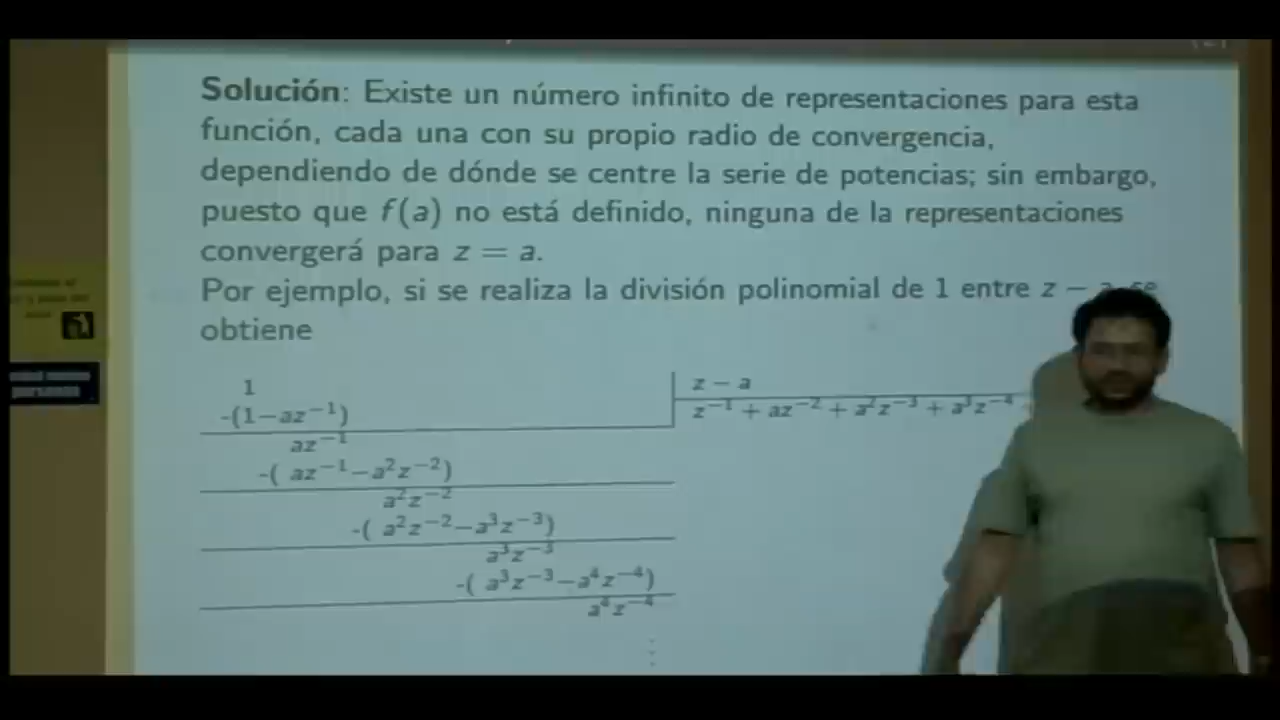 Solución: Existe un número infinito de representaciones para esta
función, cada una con su propio radio de convergencia,
dependiendo de dónde se centre la serie de potencias; sin embargo,
puesto que f(a) no está definido, ninguna de la representaciones
convergerá para z = a.
Por ejemplo, si se realiza la división polinomial de 1 entre z −
obtiene
1
z − a
-(1−az⁻¹)
z⁻¹ + az⁻² + a²z⁻³ + a³z⁻⁴
az⁻¹
-( az⁻¹−a²z⁻²)
a²z⁻²
-( a²z⁻²−a³z⁻³)
a³z⁻³
-( a³z⁻³−a⁴z⁻⁴)
a⁴z⁻⁴
⋮